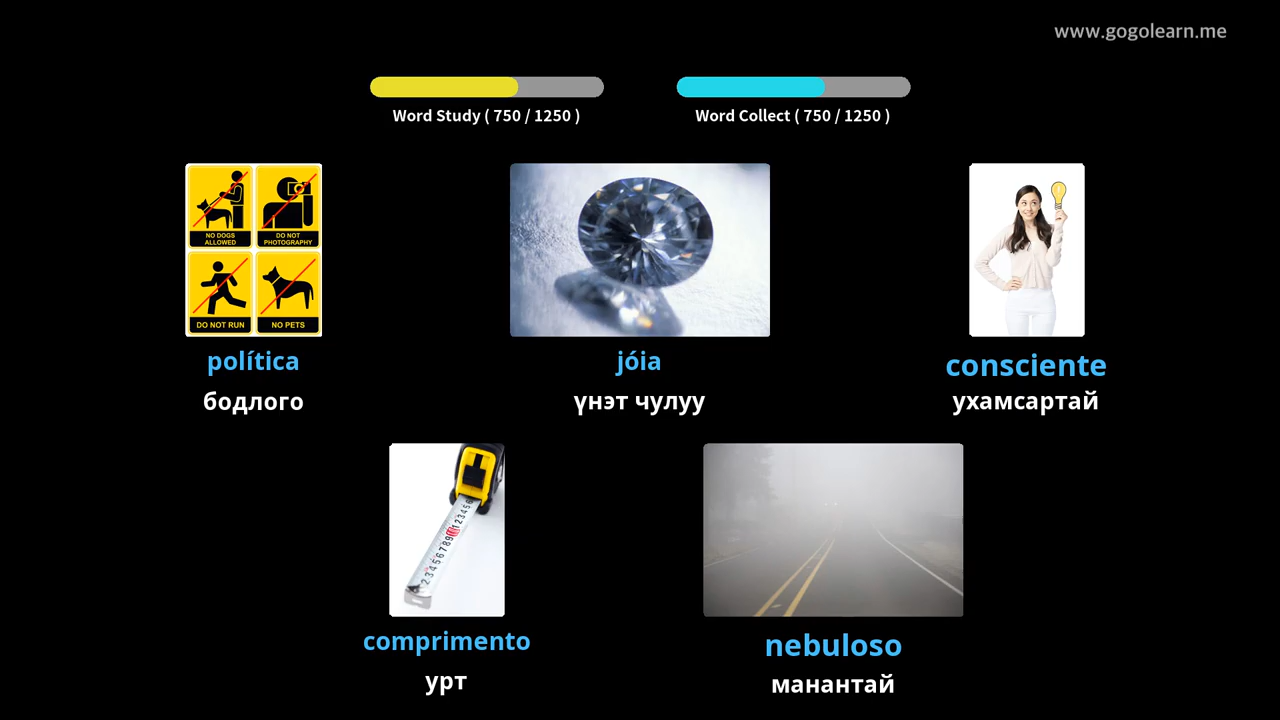 www.gogolearn.me
Word Study ( 750 / 1250 )
Word Collect ( 750 / 1250 )
NO DOGS
ALLOWED
DO NOT
PHOTOGRAPHY
DO NOT RUN
NO PETS
política
jóia
consciente
бодлого
үнэт чулуу
ухамсартай
comprimento
nebuloso
урт
манантай